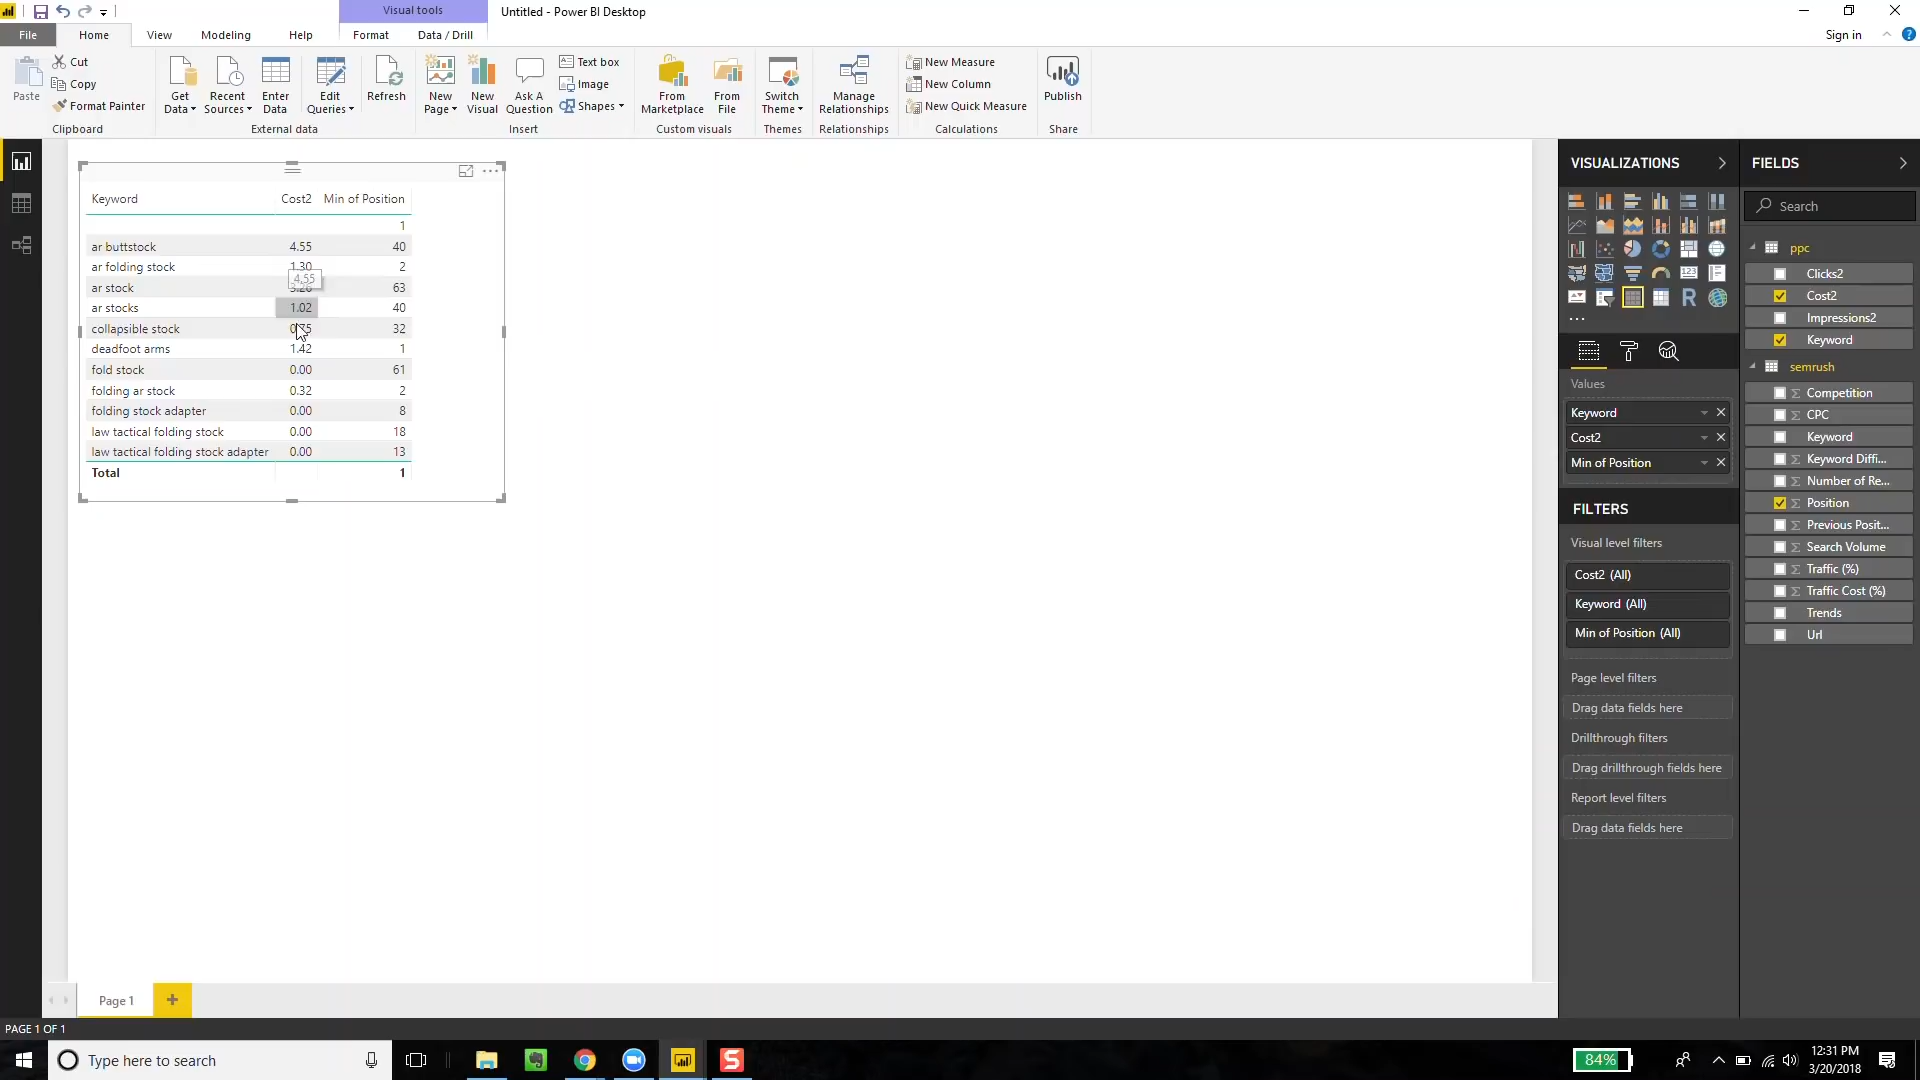 Visual tools
Untitled - Power BI Desktop
File
Home
View
Modeling
Help
Format
Data / Drill
Sign in
Paste
Cut
Copy
Format Painter
Clipboard
Get Data
Recent Sources
Enter Data
Edit Queries
External data
Refresh
New Page
New Visual
Ask A Question
Text box
Image
Shapes
Insert
From Marketplace
From File
Custom visuals
Switch Theme
Themes
Manage Relationships
Relationships
New Measure
New Column
New Quick Measure
Calculations
Publish
Share
Keyword Cost2 Min of Position
1
ar buttstock 4.55 40
ar folding stock 1.30 2
4.55
ar stock 63
ar stocks 1.02 40
collapsible stock 0.75 32
deadfoot arms 1.42 1
fold stock 0.00 61
folding ar stock 0.32 2
folding stock adapter 0.00 8
law tactical folding stock 0.00 18
law tactical folding stock adapter 0.00 13
Total 1
VISUALIZATIONS
R
123
...
Values
Keyword
Cost2
Min of Position
FILTERS
Visual level filters
Cost2 (All)
Keyword (All)
Min of Position (All)
Page level filters
Drag data fields here
Drillthrough filters
Drag drillthrough fields here
Report level filters
Drag data fields here
FIELDS
Search
ppc
Clicks2
Cost2
Impressions2
Keyword
semrush
Σ Competition
Σ CPC
Keyword
Σ Keyword Diffi...
Σ Number of Re...
Σ Position
Σ Previous Posit...
Σ Search Volume
Σ Traffic (%)
Σ Traffic Cost (%)
Trends
Url
Page 1
+
PAGE 1 OF 1
Type here to search
S
84%
12:31 PM
3/20/2018